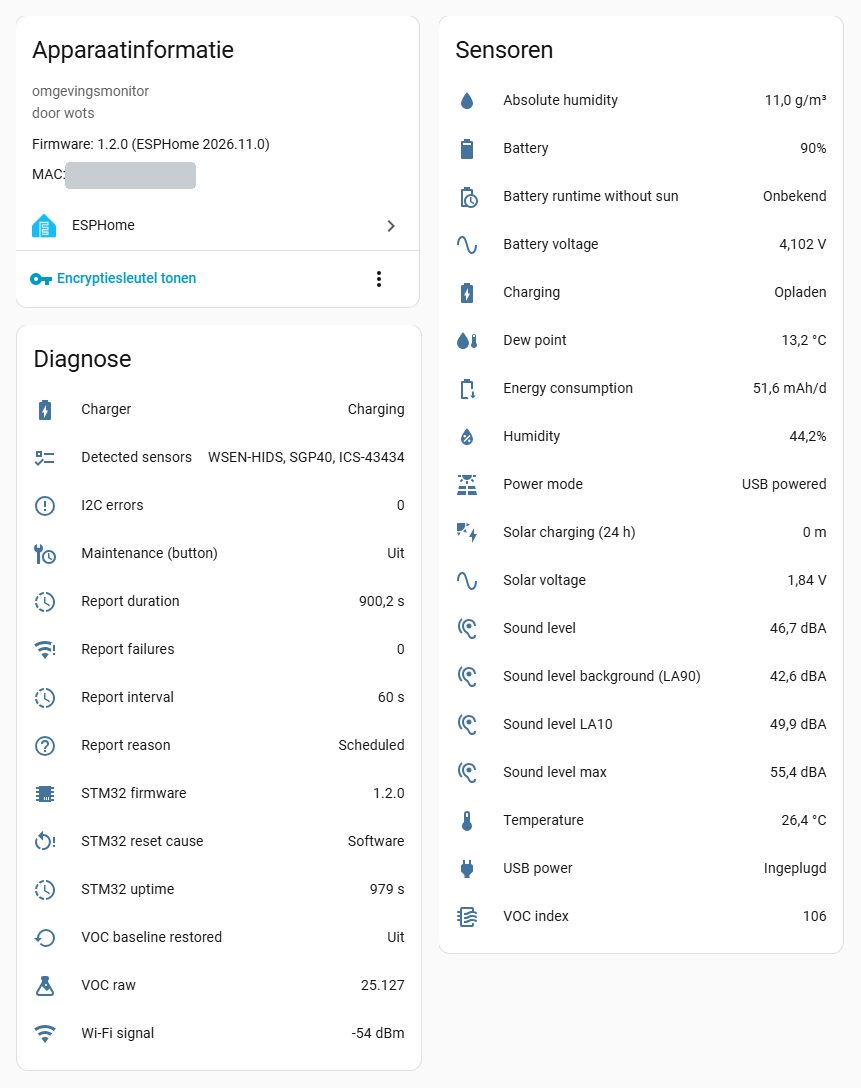 Apparaatinformatie
omgevingsmonitor
door wots
Firmware: 1.2.0 (ESPHome 2026.11.0)
MAC:
ESPHome
Encryptiesleutel tonen
Diagnose
Charger Charging
Detected sensors WSEN-HIDS, SGP40, ICS-43434
I2C errors 0
Maintenance (button) Uit
Report duration 900,2 s
Report failures 0
Report interval 60 s
Report reason Scheduled
STM32 firmware 1.2.0
STM32 reset cause Software
STM32 uptime 979 s
VOC baseline restored Uit
VOC raw 25.127
Wi-Fi signal -54 dBm
Sensoren
Absolute humidity 11,0 g/m³
Battery 90%
Battery runtime without sun Onbekend
Battery voltage 4,102 V
Charging Opladen
Dew point 13,2 °C
Energy consumption 51,6 mAh/d
Humidity 44,2%
Power mode USB powered
Solar charging (24 h) 0 m
Solar voltage 1,84 V
Sound level 46,7 dBA
Sound level background (LA90) 42,6 dBA
Sound level LA10 49,9 dBA
Sound level max 55,4 dBA
Temperature 26,4 °C
USB power Ingeplugd
VOC index 106